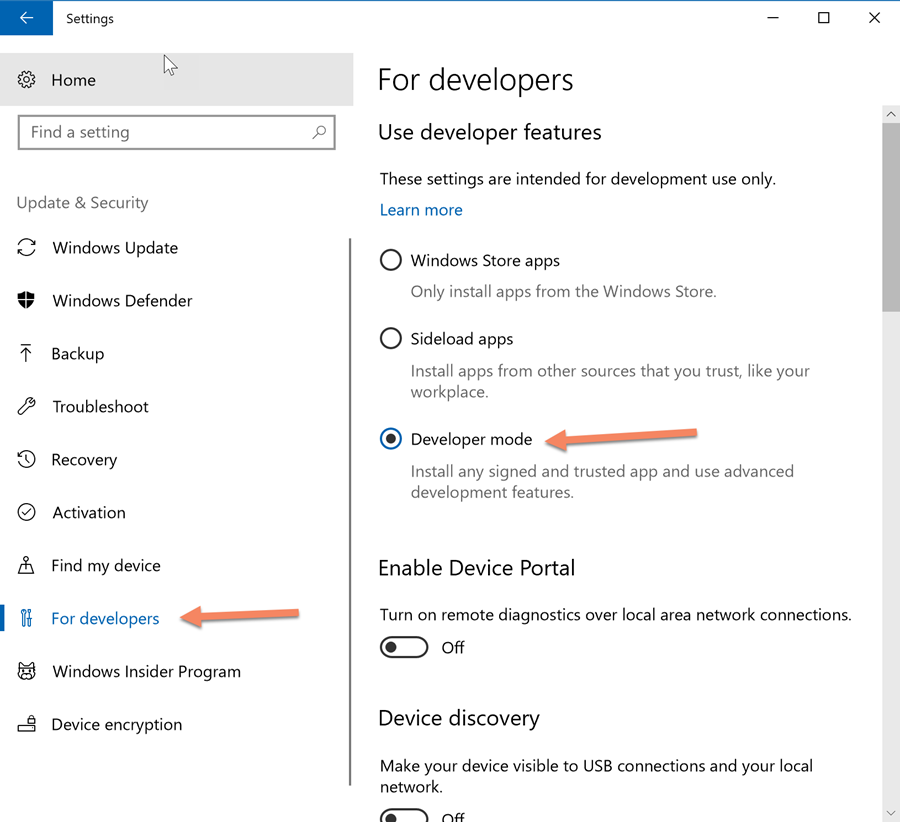 Settings
Home
Find a setting
Update & Security
Windows Update
Windows Defender
Backup
Troubleshoot
Recovery
Activation
Find my device
For developers
Windows Insider Program
Device encryption
For developers
Use developer features
These settings are intended for development use only.
Learn more
Windows Store apps
Only install apps from the Windows Store.
Sideload apps
Install apps from other sources that you trust, like your
workplace.
Developer mode
Install any signed and trusted app and use advanced
development features.
Enable Device Portal
Turn on remote diagnostics over local area network connections.
Off
Device discovery
Make your device visible to USB connections and your local
network.
Off